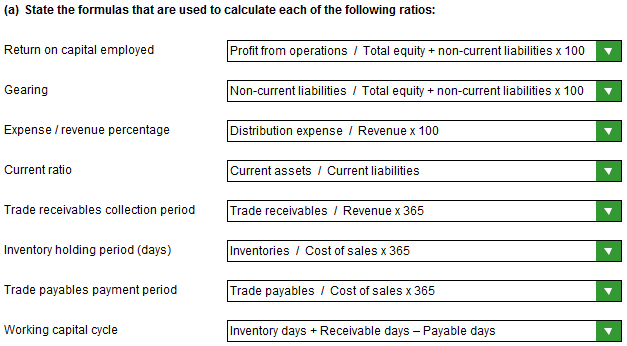 (a) State the formulas that are used to calculate each of the following ratios:
Return on capital employed
Profit from operations / Total equity + non-current liabilities x 100
Gearing
Non-current liabilities / Total equity + non-current liabilities x 100
Expense / revenue percentage
Distribution expense / Revenue x 100
Current ratio
Current assets / Current liabilities
Trade receivables collection period
Trade receivables / Revenue x 365
Inventory holding period (days)
Inventories / Cost of sales x 365
Trade payables payment period
Trade payables / Cost of sales x 365
Working capital cycle
Inventory days + Receivable days – Payable days